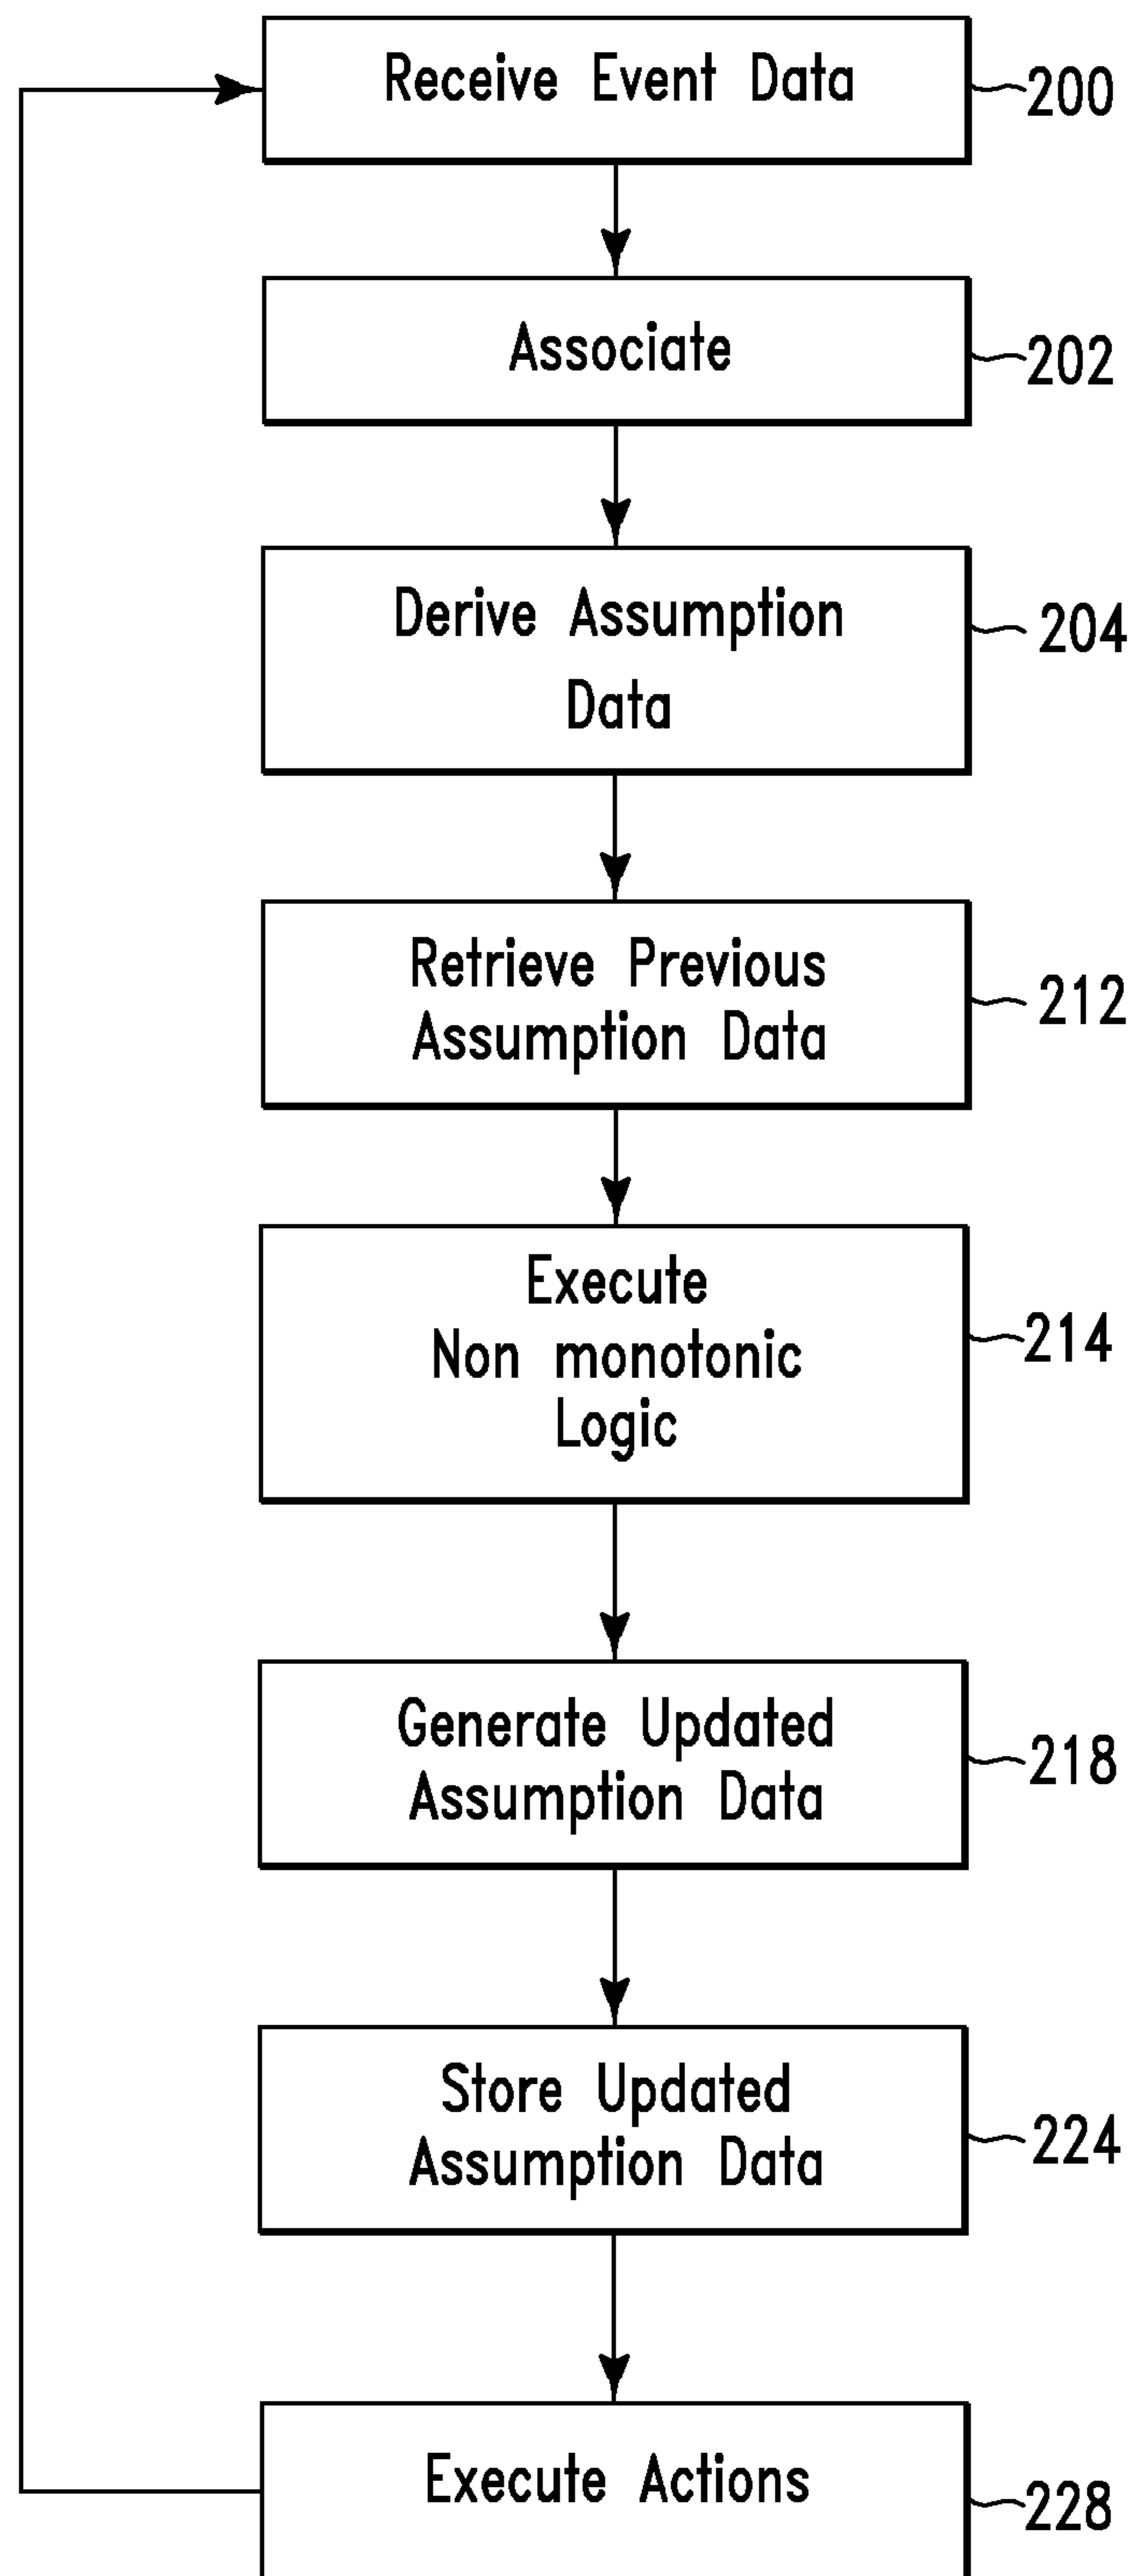 Receive Event Data
200
Associate
202
Derive Assumption
Data
204
Retrieve Previous
Assumption Data
212
Execute
Non monotonic
Logic
214
Generate Updated
Assumption Data
218
Store Updated
Assumption Data
224
Execute Actions
228